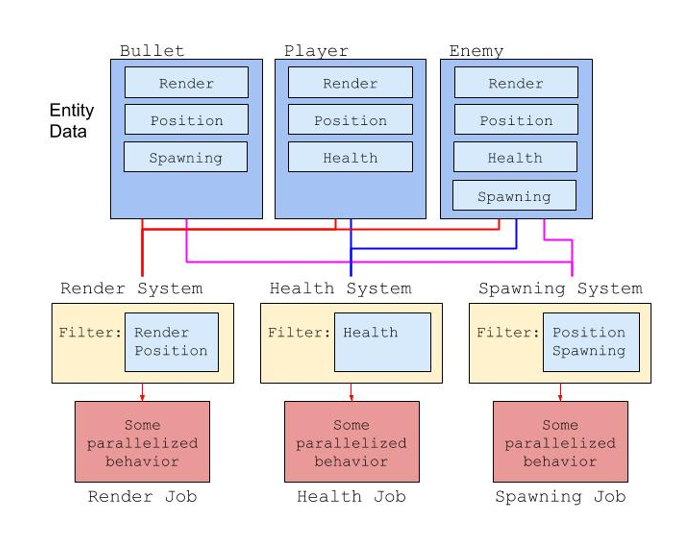 Bullet
Player
Enemy
Entity
Data
Render
Position
Spawning
Render
Position
Health
Render
Position
Health
Spawning
Render System
Health System
Spawning System
Filter:
Render
Position
Filter:
Health
Filter:
Position
Spawning
Some
parallelized
behavior
Some
parallelized
behavior
Some
parallelized
behavior
Render Job
Health Job
Spawning Job